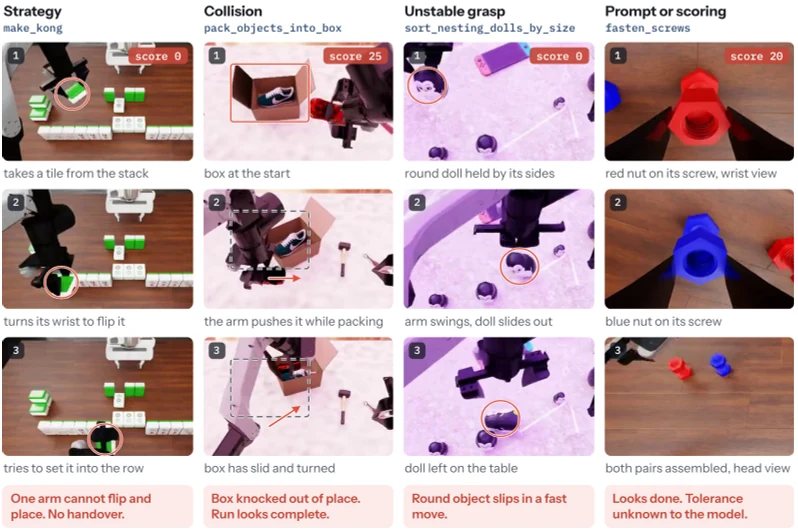 Strategy
make_kong
1
score 0
takes a tile from the stack
2
turns its wrist to flip it
3
tries to set it into the row
One arm cannot flip and
place. No handover.
Collision
pack_objects_into_box
1
score 25
box at the start
2
the arm pushes it while packing
3
box has slid and turned
Box knocked out of place.
Run looks complete.
Unstable grasp
sort_nesting_dolls_by_size
1
score 0
round doll held by its sides
2
arm swings, doll slides out
3
doll left on the table
Round object slips in a fast
move.
Prompt or scoring
fasten_screws
1
score 20
red nut on its screw, wrist view
2
blue nut on its screw
3
both pairs assembled, head view
Looks done. Tolerance
unknown to the model.